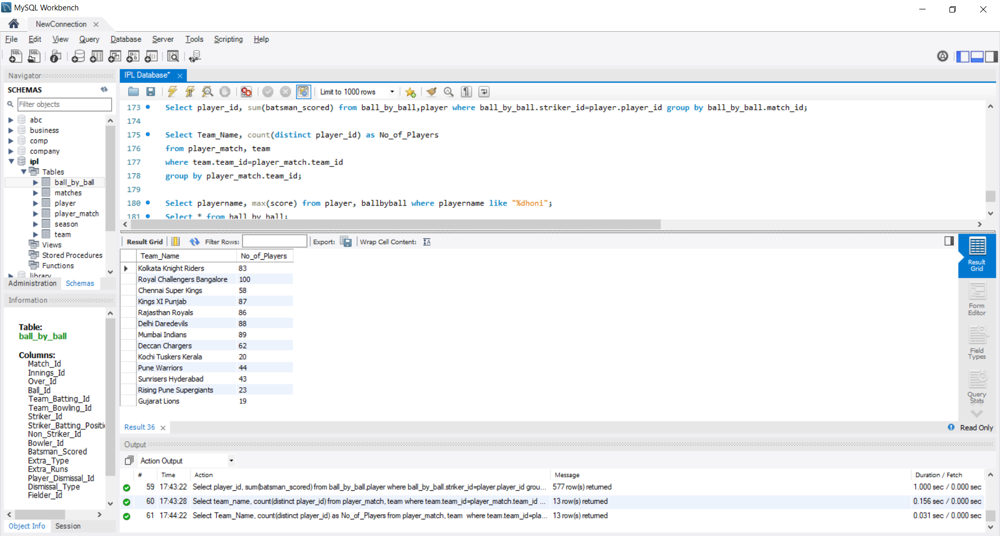 MySQL Workbench
NewConnection
File Edit View Query Database Server Tools Scripting Help
Navigator
SCHEMAS
Filter objects
abc
business
comp
company
ipl
Tables
ball_by_ball
matches
player
player_match
season
team
Views
Stored Procedures
Functions
library
Administration Schemas
Information
Table:
ball_by_ball
Columns:
Match_Id
Innings_Id
Over_Id
Ball_Id
Team_Batting_Id
Team_Bowling_Id
Striker_Id
Striker_Batting_Positi
Non_Striker_Id
Bowler_Id
Batsman_Scored
Extra_Type
Extra_Runs
Player_Dismissal_Id
Dismissal_Type
Fielder_Id
Object Info Session
IPL Database*
Limit to 1000 rows
173 Select player_id, sum(batsman_scored) from ball_by_ball,player where ball_by_ball.striker_id=player.player_id group by ball_by_ball.match_id;
174
175 Select Team_Name, count(distinct player_id) as No_of_Players
176 from player_match, team
177 where team.team_id=player_match.team_id
178 group by player_match.team_id;
179
180 Select playername, max(score) from player, ballbyball where playername like "%dhoni";
181 Select * from ball_by_ball;
Result Grid Filter Rows: Export: Wrap Cell Content:
Team_Name No_of_Players
Kolkata Knight Riders 83
Royal Challengers Bangalore 100
Chennai Super Kings 58
Kings XI Punjab 87
Rajasthan Royals 86
Delhi Daredevils 88
Mumbai Indians 89
Deccan Chargers 62
Kochi Tuskers Kerala 20
Pune Warriors 44
Sunrisers Hyderabad 43
Rising Pune Supergiants 23
Gujarat Lions 19
Result
Grid
Form
Editor
Field
Types
Query
Stats
Result 36
Read Only
Output
Action Output
# Time Action Message Duration / Fetch
59 17:43:22 Select player_id, sum(batsman_scored) from ball_by_ball,player where ball_by_ball.striker_id=player.player_id grou... 577 row(s) returned 1.000 sec / 0.000 sec
60 17:43:28 Select team_name, count(distinct player_id) from player_match, team where team.team_id=player_match.team_id ... 13 row(s) returned 0.156 sec / 0.000 sec
61 17:44:22 Select Team_Name, count(distinct player_id) as No_of_Players from player_match, team where team.team_id=pla... 13 row(s) returned 0.031 sec / 0.000 sec